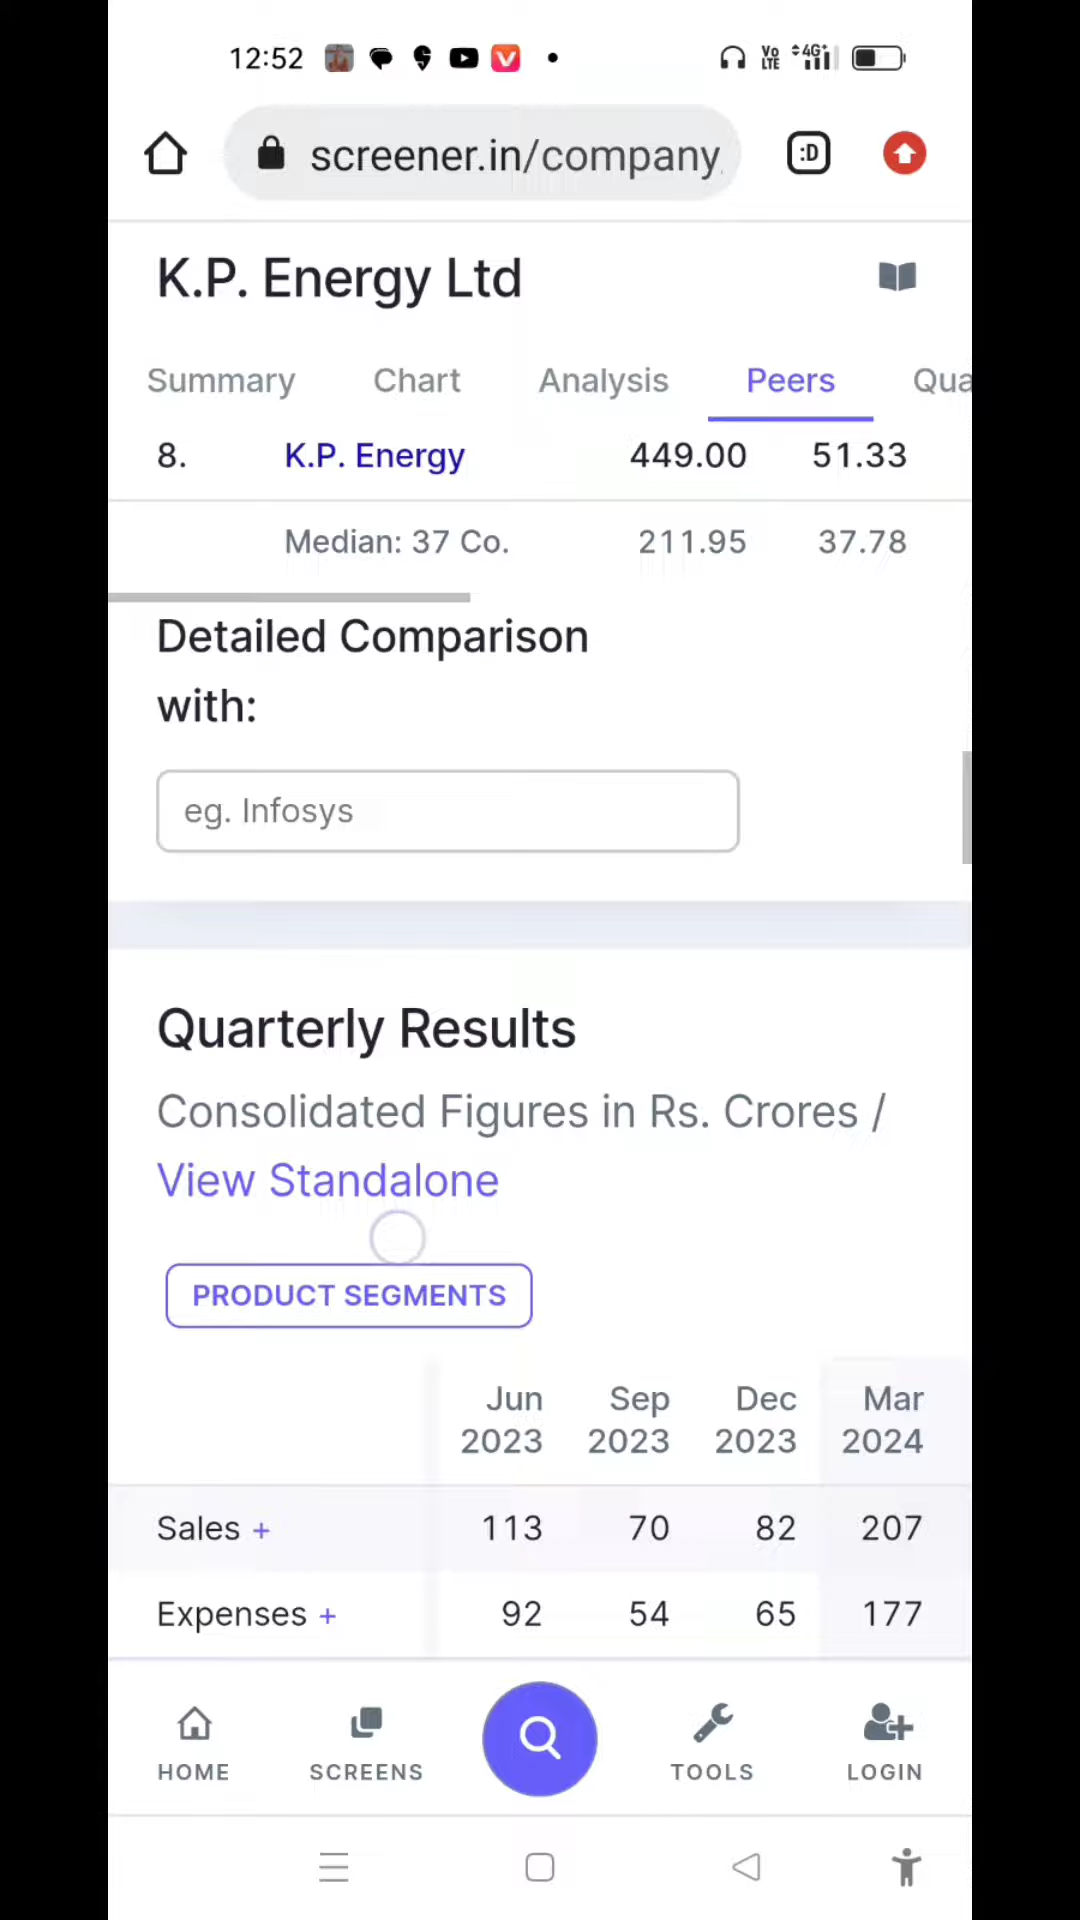 12:52 Vo LTE 4G+
screener.in/company
:D
K.P. Energy Ltd
Summary Chart Analysis Peers Qua
8. K.P. Energy 449.00 51.33
Median: 37 Co. 211.95 37.78
Detailed Comparison
with:
eg. Infosys
Quarterly Results
Consolidated Figures in Rs. Crores /
View Standalone
PRODUCT SEGMENTS
Jun Sep Dec Mar
2023 2023 2023 2024
Sales + 113 70 82 207
Expenses + 92 54 65 177
HOME SCREENS TOOLS LOGIN